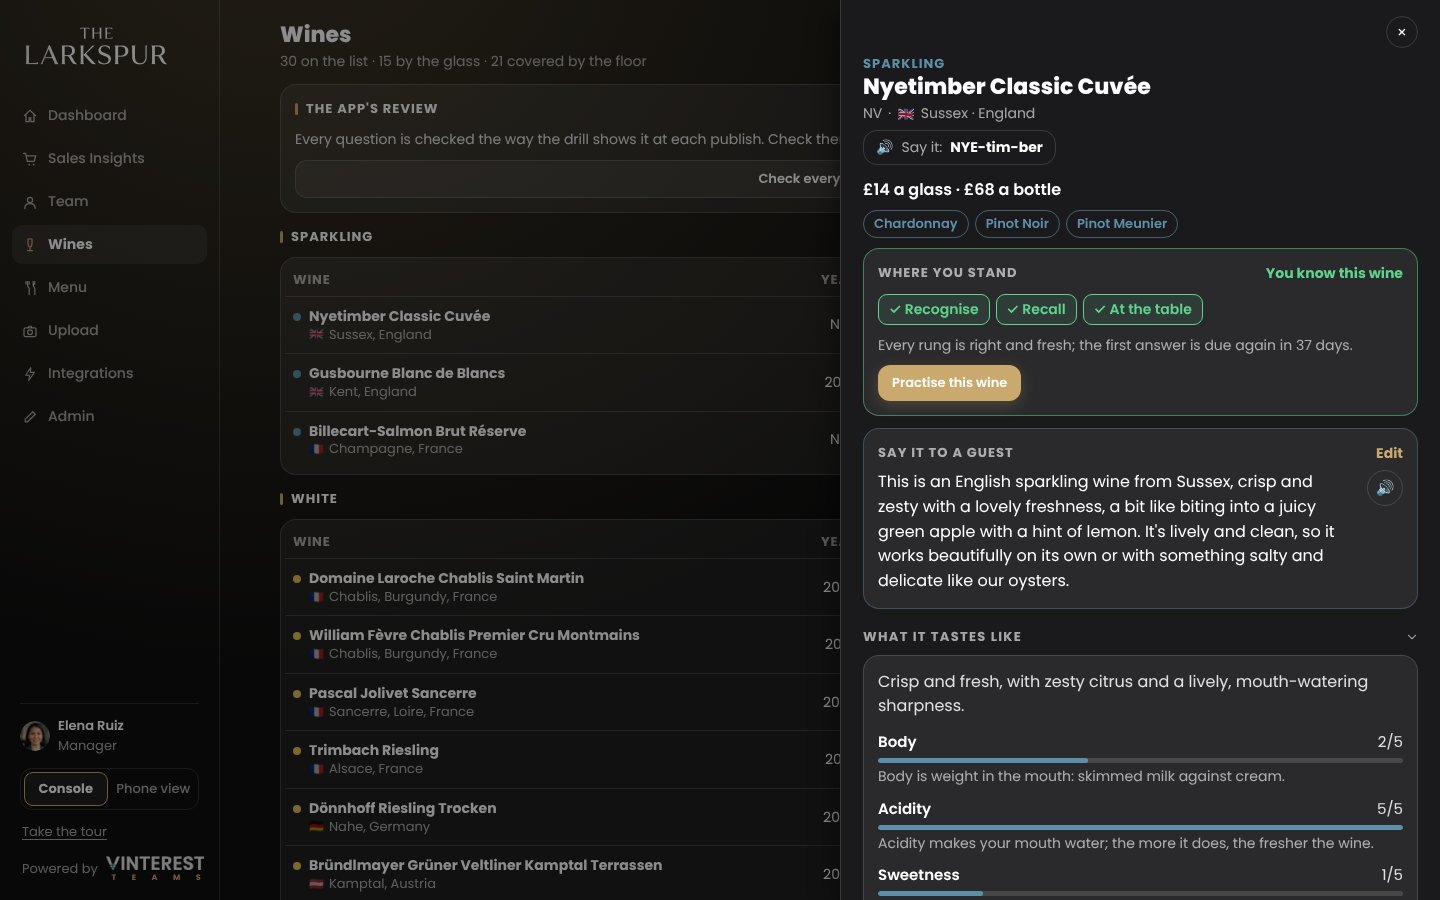 THE
LARKSPUR
Dashboard
Sales Insights
Team
Wines
Menu
Upload
Integrations
Admin
Elena Ruiz
Manager
Console
Phone view
Take the tour
Powered by VINTEREST
TEAMS
Wines
30 on the list · 15 by the glass · 21 covered by the floor
THE APP'S REVIEW
Every question is checked the way the drill shows it at each publish. Check
Check every
SPARKLING
WINE
Nyetimber Classic Cuvée
Sussex, England
Gusbourne Blanc de Blancs
Kent, England
Billecart-Salmon Brut Réserve
Champagne, France
WHITE
WINE
Domaine Laroche Chablis Saint Martin
Chablis, Burgundy, France
William Fèvre Chablis Premier Cru Montmains
Chablis, Burgundy, France
Pascal Jolivet Sancerre
Sancerre, Loire, France
Trimbach Riesling
Alsace, France
Dönnhoff Riesling Trocken
Nahe, Germany
Bründlmayer Grüner Veltliner Kamptal Terrassen
Kamptal, Austria
×
SPARKLING
Nyetimber Classic Cuvée
NV · Sussex · England
Say it: NYE-tim-ber
£14 a glass · £68 a bottle
Chardonnay
Pinot Noir
Pinot Meunier
WHERE YOU STAND
You know this wine
✓ Recognise
✓ Recall
✓ At the table
Every rung is right and fresh; the first answer is due again in 37 days.
Practise this wine
SAY IT TO A GUEST
Edit
This is an English sparkling wine from Sussex, crisp and
zesty with a lovely freshness, a bit like biting into a juicy
green apple with a hint of lemon. It's lively and clean, so it
works beautifully on its own or with something salty and
delicate like our oysters.
WHAT IT TASTES LIKE
Crisp and fresh, with zesty citrus and a lively, mouth-watering
sharpness.
Body 2/5
Body is weight in the mouth: skimmed milk against cream.
Acidity 5/5
Acidity makes your mouth water; the more it does, the fresher the wine.
Sweetness 1/5